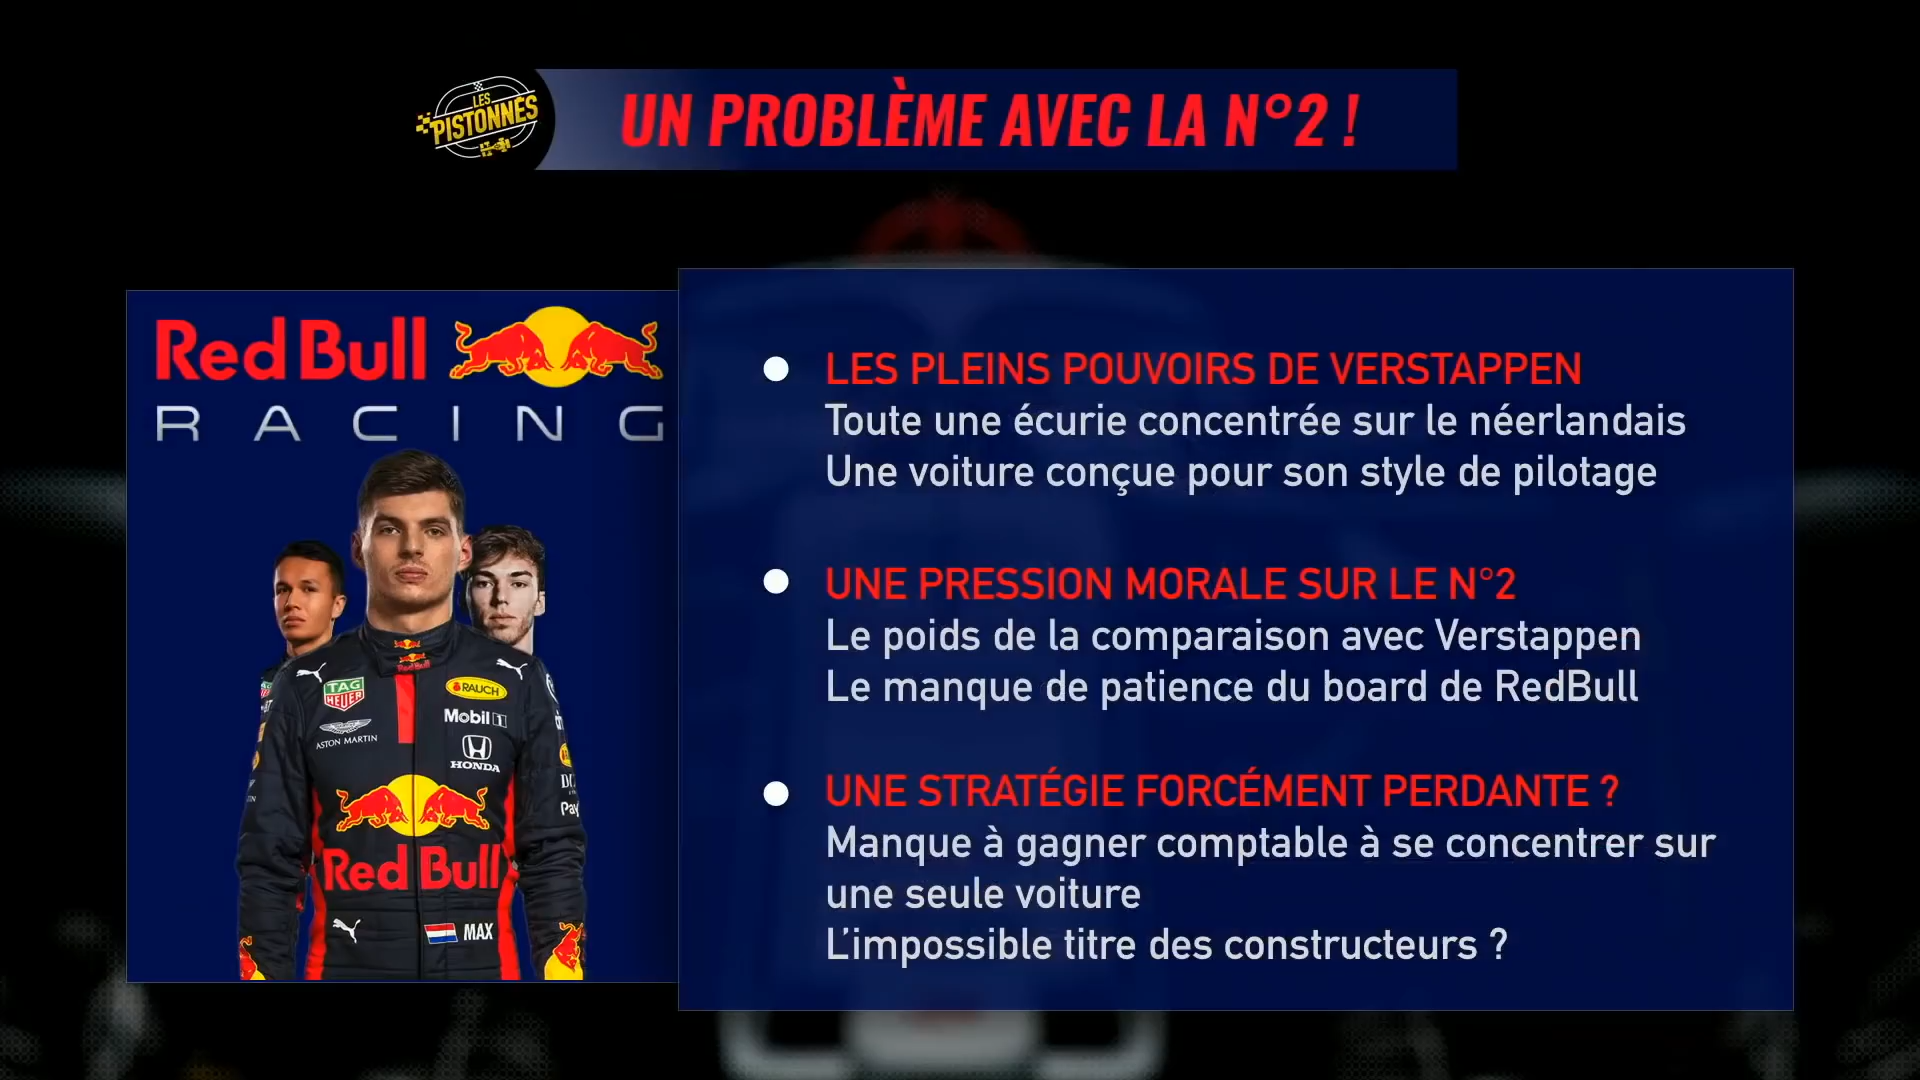 LES
PISTONNÉS
UN PROBLÈME AVEC LA N°2 !
Red Bull
RACING
TAG
HEUER
RAUCH
Mobil 1
ASTON MARTIN
HONDA
Pay
Red Bull
Red Bull
MAX
LES PLEINS POUVOIRS DE VERSTAPPEN
Toute une écurie concentrée sur le néerlandais
Une voiture conçue pour son style de pilotage
UNE PRESSION MORALE SUR LE N°2
Le poids de la comparaison avec Verstappen
Le manque de patience du board de RedBull
UNE STRATÉGIE FORCÉMENT PERDANTE ?
Manque à gagner comptable à se concentrer sur
une seule voiture
L'impossible titre des constructeurs ?